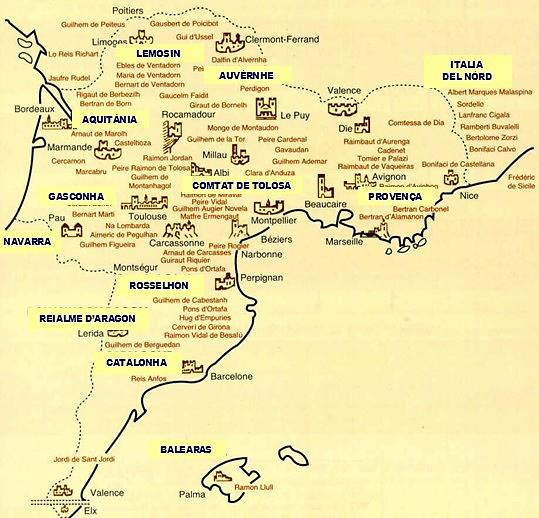 Poitiers
Guilhem de Peiteus
Gausbert de Poicibot
Gui d'Ussel
Limoges
LEMOSIN
Clermont-Ferrand
Dalfin d'Alvernha
Lo Reis Richart
Ebles de Ventadorn
Maria de Ventadorn
Bernart de Ventadorn
Jaufre Rudel
AUVÈRNHE
Perdigon
ITALIA
DEL NÒRD
Albert Marques Malaspina
Sordello
Lanfranc Cigala
Ramberti Buvalelli
Bertolome Zorzi
Bonifaci Calvo
Rigaut de Berbezilh
Bertran de Born
Gaucelm Faidit
Giraut de Bornelh
Valence
Bordeaux
AQUITÀNIA
Rocamadour
Le Puy
Die
Comtessa de Dia
Arnaut de Marolh
Castelhoza
Monge de Montaudon
Guilhem de la Tor
Peire Cardenal
Raimbaut d'Aurenga
Cadenet
Tomier e Palazi
Raimbaut de Vaqueiras
Marmande
Cercamon
Marcabru
Raimon Jordan
Millau
Gavaudan
Guilhem Ademar
Bonifaci de Castellana
Peire Raimon de Tolosa
Guilhem de
Montanhagol
Albi
Clara d'Anduza
Avignon
Frédéric
de Sicile
GASCONHA
COMTAT DE TOLOSA
Beaucaire
PROVENÇA
Nice
Pau
Bernart Marti
Toulouse
Raimon de Miraval
Peire Vidal
Guilhem Augier Novela
Matfre Ermengaut
Montpellier
Bertran Carbonel
Bertran d'Alamanon
NAVARRA
Na Lombarda
Aimeric de Pegulhan
Guilhem Figueira
Carcassonne
Peire Rogier
Béziers
Marseille
Arnaut de Carcasses
Guiraut Riquier
Pons d'Ortafa
Narbonne
Montségur
ROSSELHON
Perpignan
Guilhem de Cabestanh
Pons d'Ortafa
Hug d'Empuries
Cerverí de Girona
Raimon Vidal de Besalú
REIALME D'ARAGON
Lerida
Guilhem de Berguedan
CATALONHA
Reis Anfos
Barcelone
BALEARAS
Jordi de Sant Jordi
Valence
Elx
Palma
Ramon Llull